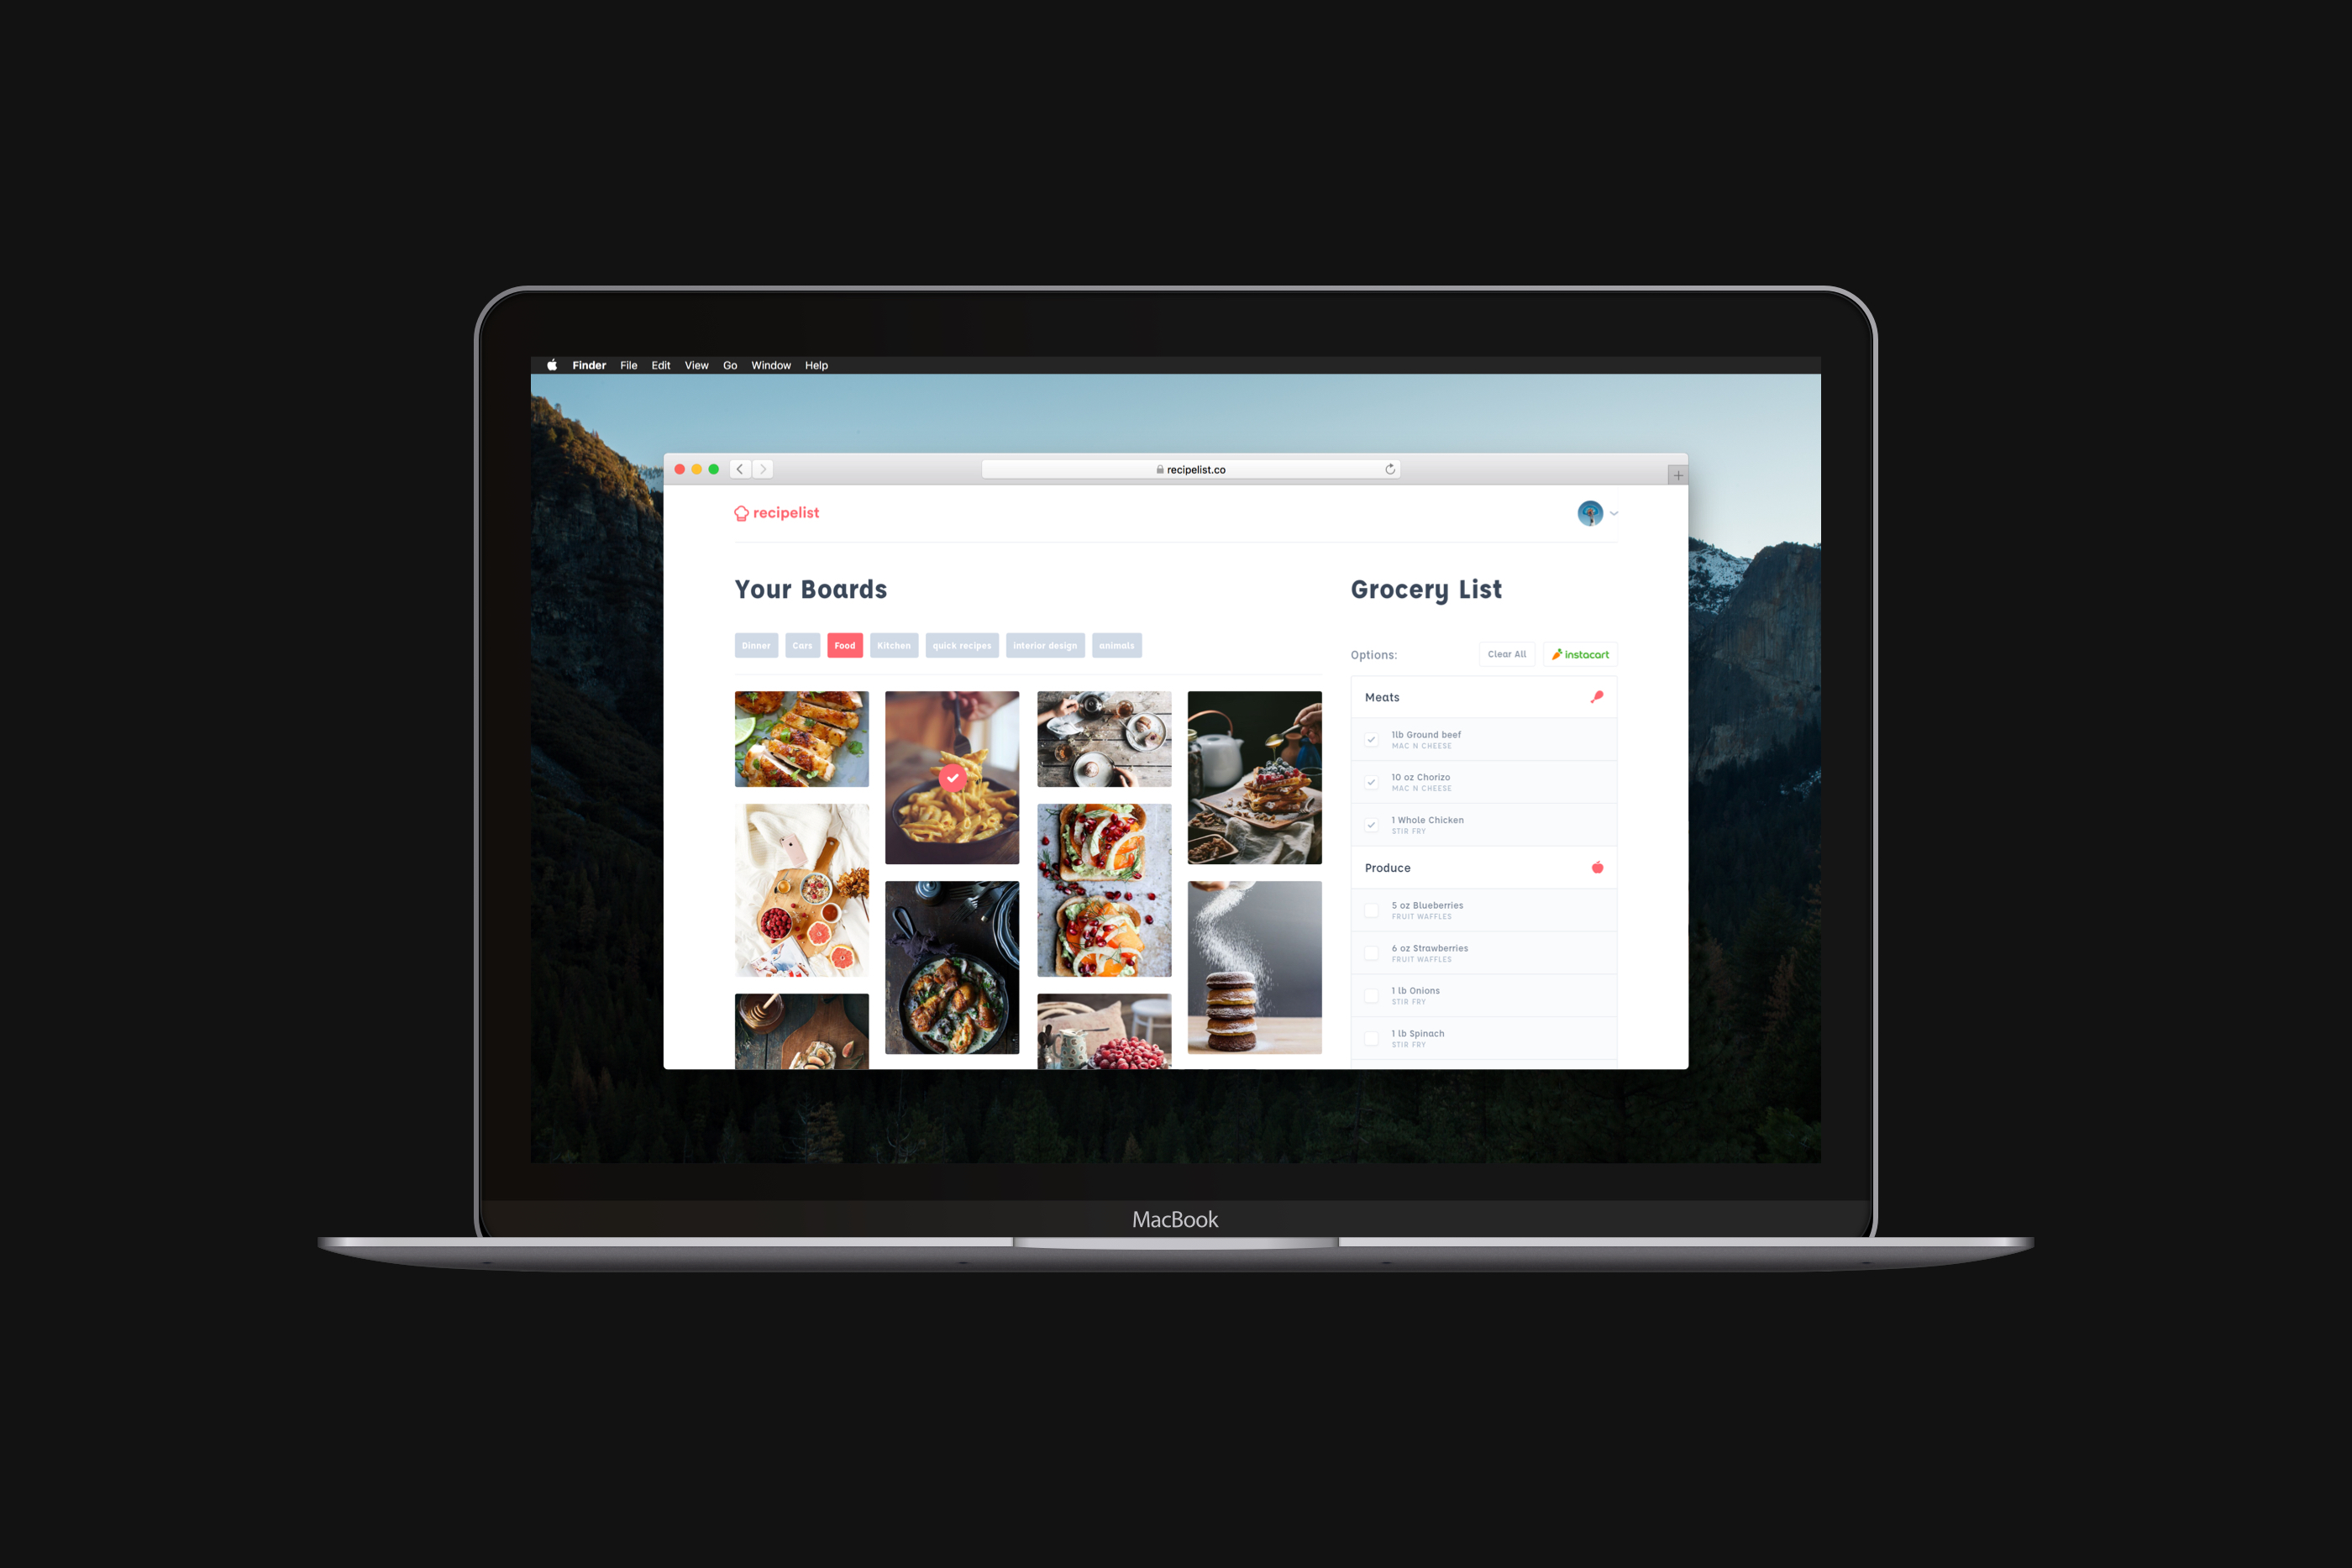 Finder File Edit View Go Window Help
recipelist.co
recipelist
Your Boards
Dinner Cars Food Kitchen quick recipes Interior design animals
Grocery List
Options: Clear All instacart
Meats
1lb Ground beef
MAC N CHEESE
10 oz Chorizo
MAC N CHEESE
1 Whole Chicken
STIR FRY
Produce
5 oz Blueberries
FRUIT WAFFLES
6 oz Strawberries
FRUIT WAFFLES
1 lb Onions
STIR FRY
1 lb Spinach
STIR FRY
MacBook